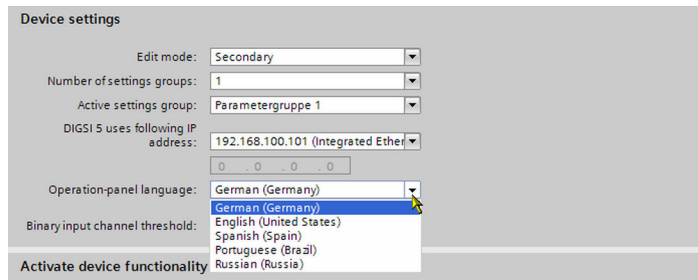 Device settings
Edit mode: Secondary
Number of settings groups: 1
Active settings group: Parametergruppe 1
DIGSI 5 uses following IP
address: 192.168.100.101 (Integrated Ether
0 . 0 . 0 . 0
Operation-panel language: German (Germany)
German (Germany)
English (United States)
Binary input channel threshold:
Spanish (Spain)
Portuguese (Brazil)
Russian (Russia)
Activate device functionality